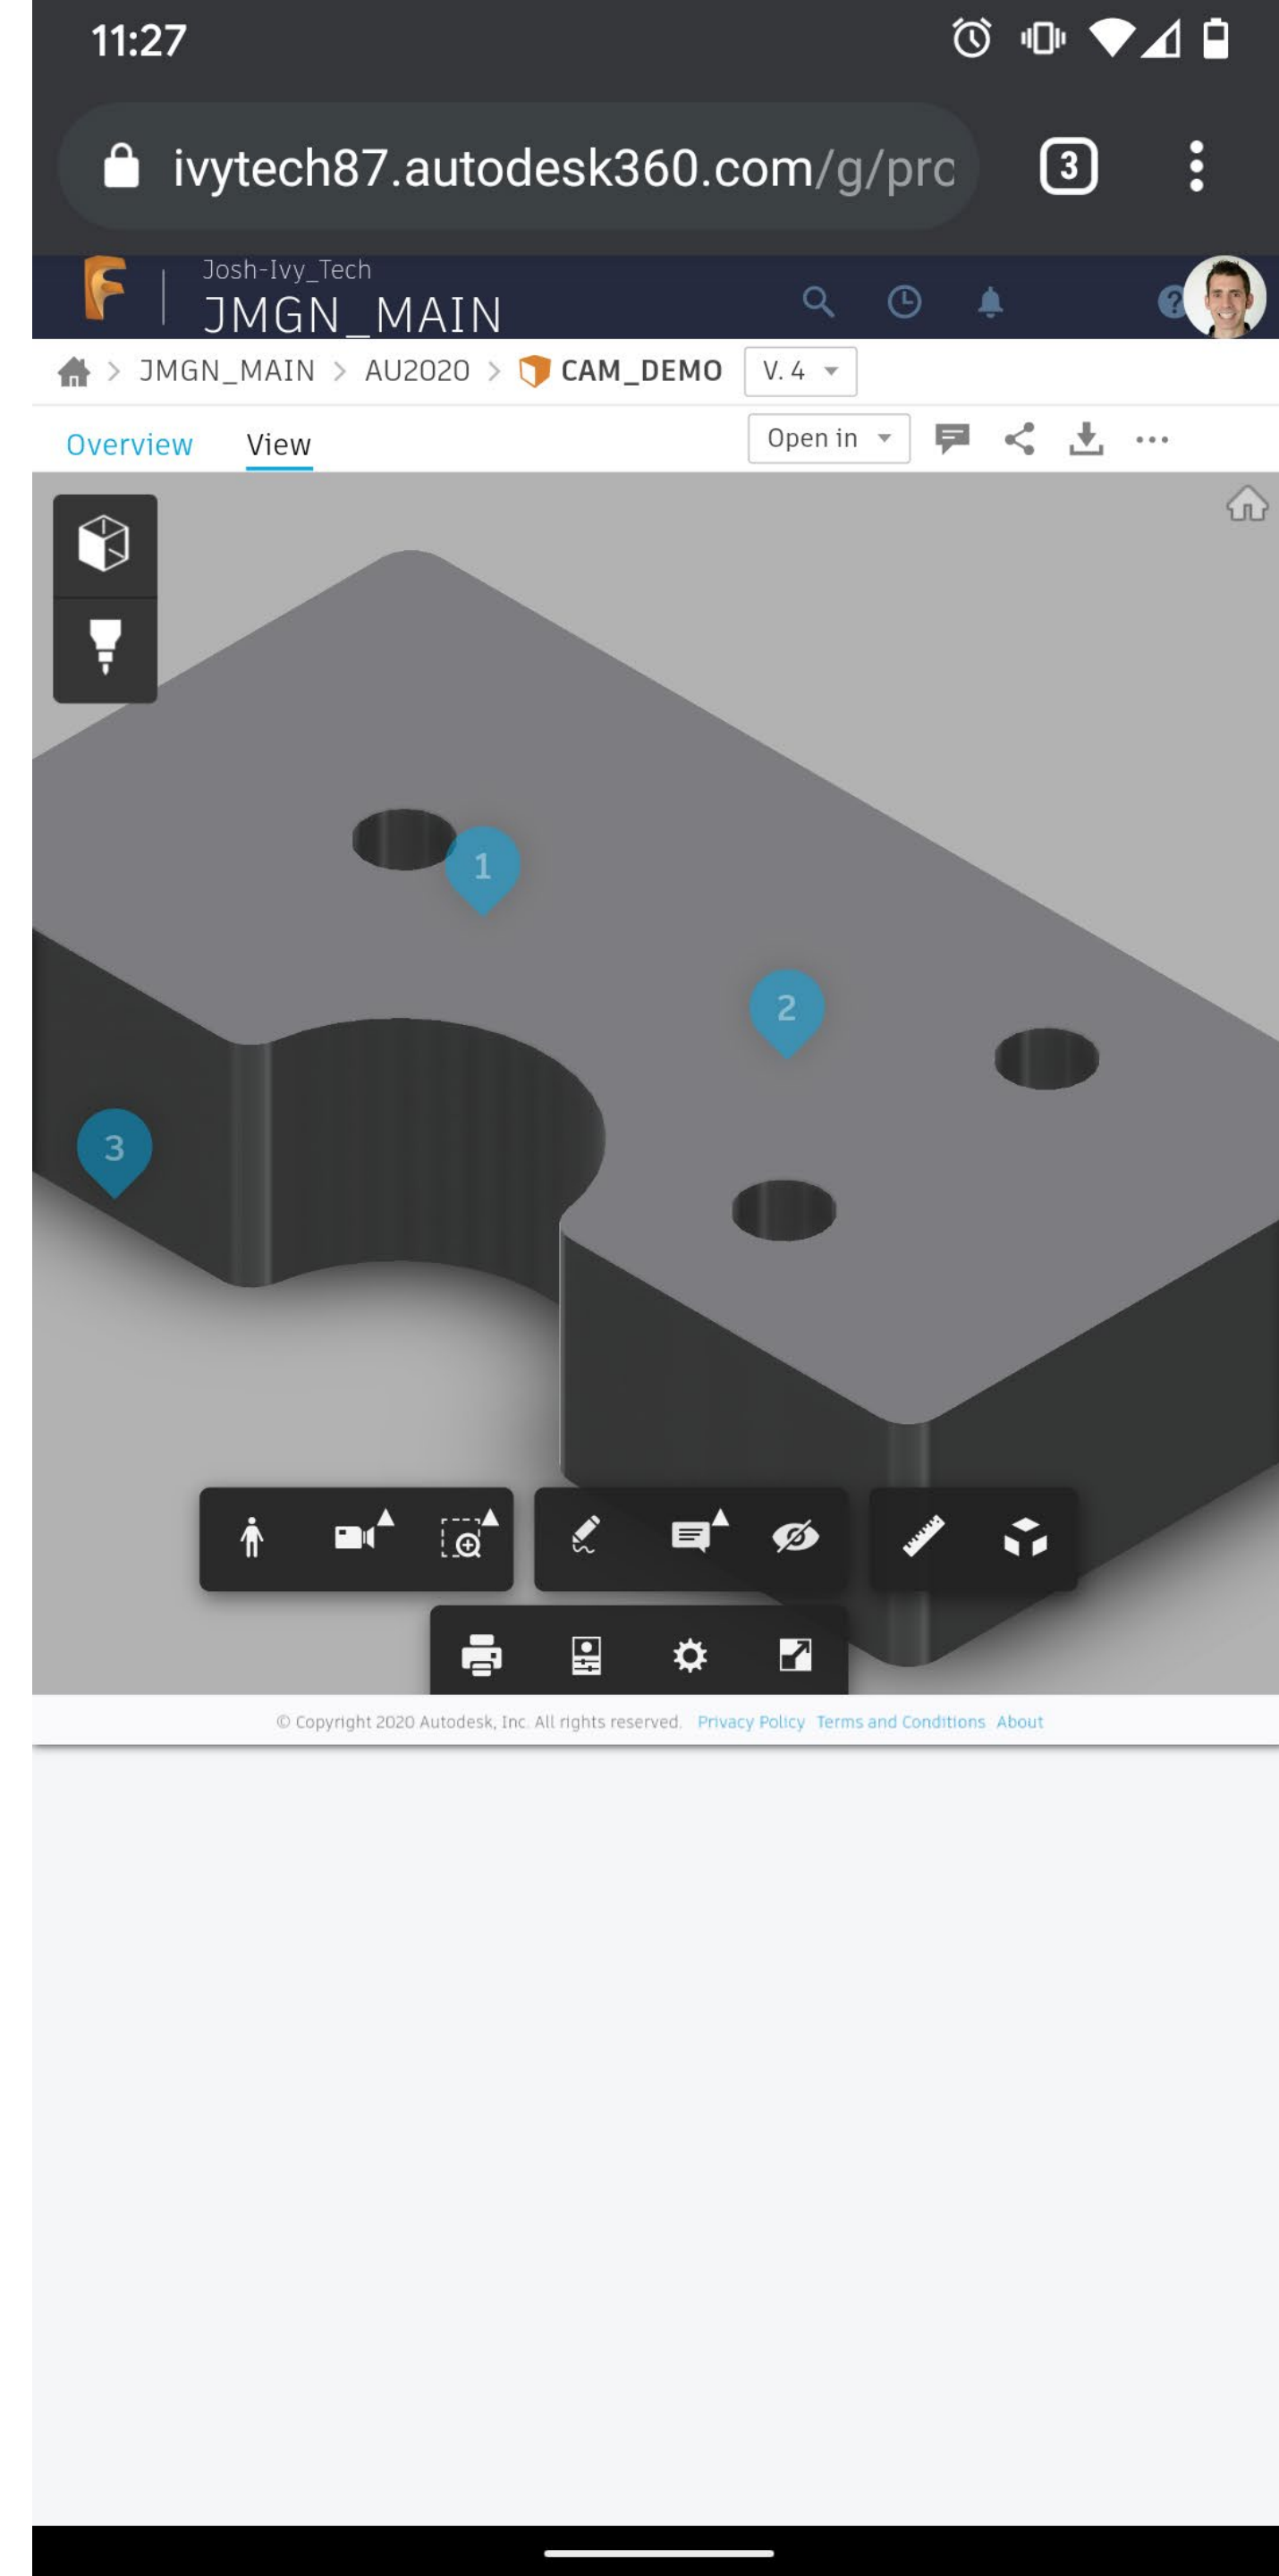 11:27
ivytech87.autodesk360.com/g/pro
3
Josh-Ivy_Tech
JMGN_MAIN
JMGN_MAIN > AU2020 > CAM_DEMO V. 4
Overview View Open in
1
2
3
© Copyright 2020 Autodesk, Inc. All rights reserved. Privacy Policy Terms and Conditions About